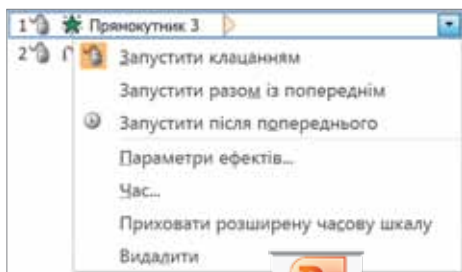 1 Прямокутник 3
2
Запустити клацанням
Запустити разом із попереднім
Запустити після попереднього
Параметри ефектів...
Час...
Приховати розширену часову шкалу
Видалити